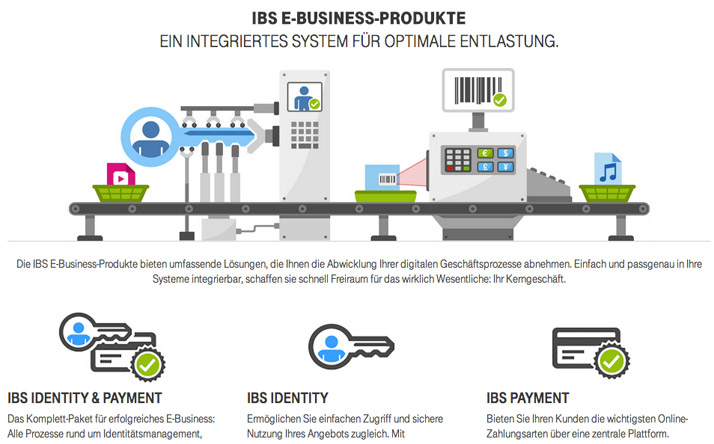 IBS E-BUSINESS-PRODUKTE
EIN INTEGRIERTES SYSTEM FÜR OPTIMALE ENTLASTUNG.
€ $
£ ¥
Die IBS E-Business-Produkte bieten umfassende Lösungen, die Ihnen die Abwicklung Ihrer digitalen Geschäftsprozesse abnehmen. Einfach und passgenau in Ihre
Systeme integrierbar, schaffen sie schnell Freiraum für das wirklich Wesentliche: Ihr Kerngeschäft.
IBS IDENTITY & PAYMENT
Das Komplett-Paket für erfolgreiches E-Business:
Alle Prozesse rund um Identitätsmanagement,
IBS IDENTITY
Ermöglichen Sie einfachen Zugriff und sichere
Nutzung Ihres Angebots zugleich. Mit
IBS PAYMENT
Bieten Sie Ihren Kunden die wichtigsten Online-
Zahlungsarten über eine zentrale Plattform.